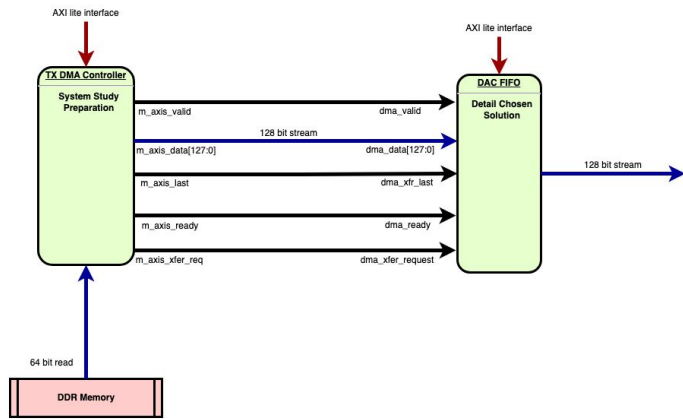 AXI lite interface
AXI lite interface
TX DMA Controller
System Study
Preparation
DAC FIFO
Detail Chosen
Solution
m_axis_valid
dma_valid
128 bit stream
m_axis_data[127:0]
dma_data[127:0]
128 bit stream
m_axis_last
dma_xfr_last
m_axis_ready
dma_ready
m_axis_xfer_req
dma_xfer_request
64 bit read
DDR Memory